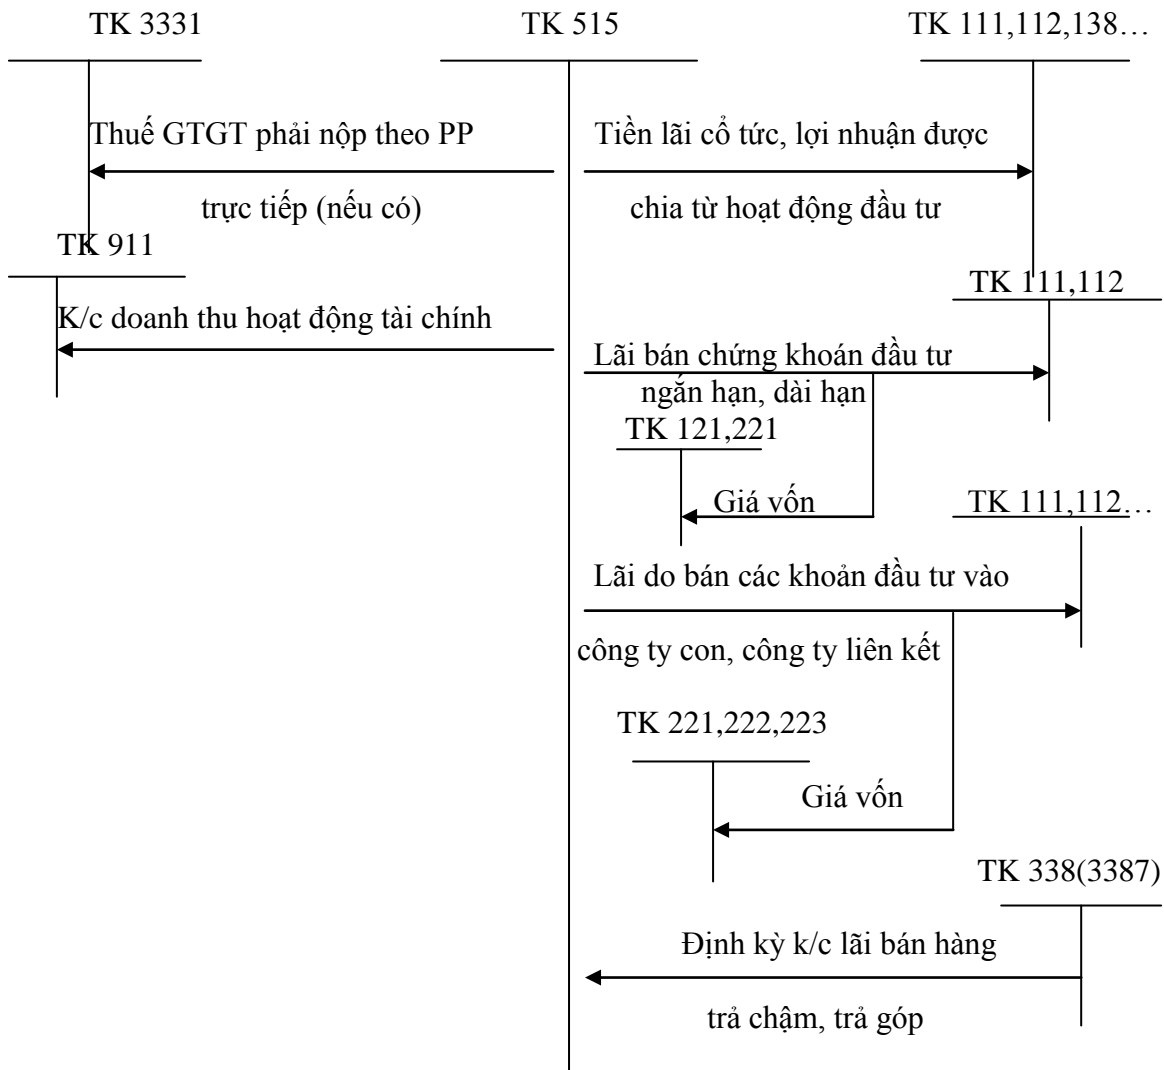 TK 3331
TK 515
TK 111,112,138…
Thuế GTGT phải nộp theo PP
trực tiếp (nếu có)
Tiền lãi cổ tức, lợi nhuận được
chia từ hoạt động đầu tư
TK 911
K/c doanh thu hoạt động tài chính
TK 111,112
Lãi bán chứng khoán đầu tư
ngắn hạn, dài hạn
TK 121,221
Giá vốn
TK 111,112…
Lãi do bán các khoản đầu tư vào
công ty con, công ty liên kết
TK 221,222,223
Giá vốn
TK 338(3387)
Định kỳ k/c lãi bán hàng
trả chậm, trả góp